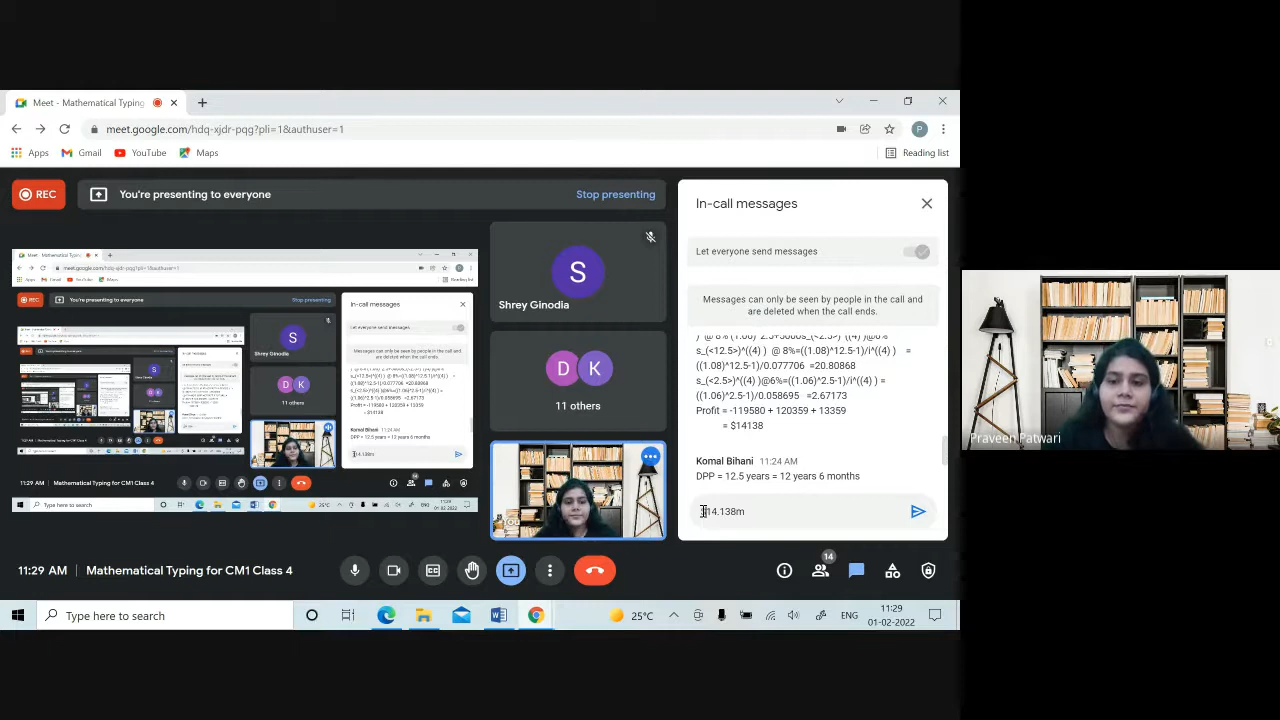 Meet - Mathematical Typing
meet.google.com/hdq-xjdr-pqg?pli=1&authuser=1
Apps Gmail YouTube Maps Reading list
REC You're presenting to everyone Stop presenting
In-call messages
Let everyone send messages
Messages can only be seen by people in the call and
are deleted when the call ends.
s_(<12.5>)^((4) ) @ 8%=((1.08)^12.5-1)/i^((4) ) =
((1.08)^12.5-1)/0.077706 =20.80868
s_(<2.5>)^((4) )@6%=((1.06)^2.5-1)/i^((4) ) =
((1.06)^2.5-1)/0.058695 =2.67173
Profit = -119580 + 120359 + 13359
= $14138
Komal Bihani 11:24 AM
DPP = 12.5 years = 12 years 6 months
14.138m
S
Shrey Ginodia
D K
11 others
You
Praveen Patwari
11:29 AM Mathematical Typing for CM1 Class 4
14
Type here to search
25°C ENG
11:29
01-02-2022